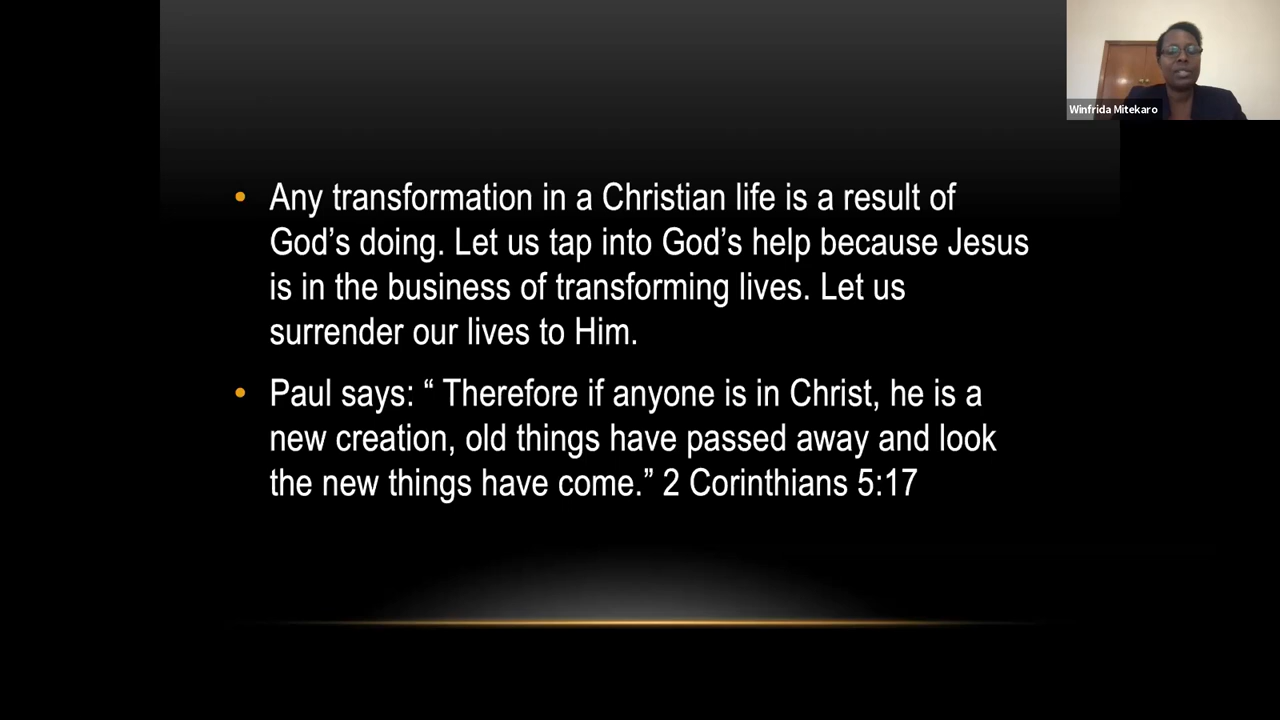 Winfrida Mitekaro
• Any transformation in a Christian life is a result of
God’s doing. Let us tap into God’s help because Jesus
is in the business of transforming lives. Let us
surrender our lives to Him.
• Paul says: “ Therefore if anyone is in Christ, he is a
new creation, old things have passed away and look
the new things have come.” 2 Corinthians 5:17